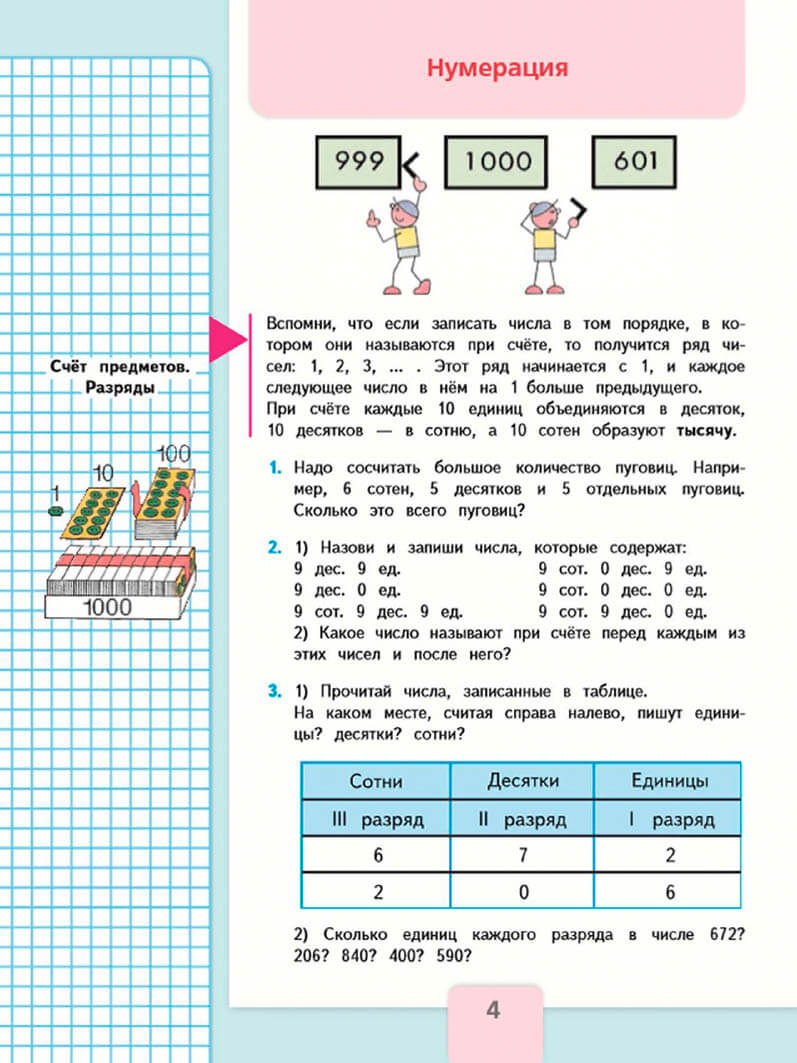 Нумерация
999 < 1000 601
>
Вспомни, что если записать числа в том порядке, в ко-
тором они называются при счёте, то получится ряд чи-
сел: 1, 2, 3, ... . Этот ряд начинается с 1, и каждое
следующее число в нём на 1 больше предыдущего.
При счёте каждые 10 единиц объединяются в десяток,
10 десятков — в сотню, а 10 сотен образуют тысячу.
Счёт предметов.
Разряды
1 10 100
1000
1. Надо сосчитать большое количество пуговиц. Напри-
мер, 6 сотен, 5 десятков и 5 отдельных пуговиц.
Сколько это всего пуговиц?
2. 1) Назови и запиши числа, которые содержат:
9 дес. 9 ед. 9 сот. 0 дес. 9 ед.
9 дес. 0 ед. 9 сот. 0 дес. 0 ед.
9 сот. 9 дес. 9 ед. 9 сот. 9 дес. 0 ед.
2) Какое число называют при счёте перед каждым из
этих чисел и после него?
3. 1) Прочитай числа, записанные в таблице.
На каком месте, считая справа налево, пишут едини-
цы? десятки? сотни?
Сотни Десятки Единицы
III разряд II разряд I разряд
6 7 2
2 0 6
2) Сколько единиц каждого разряда в числе 672?
206? 840? 400? 590?
4